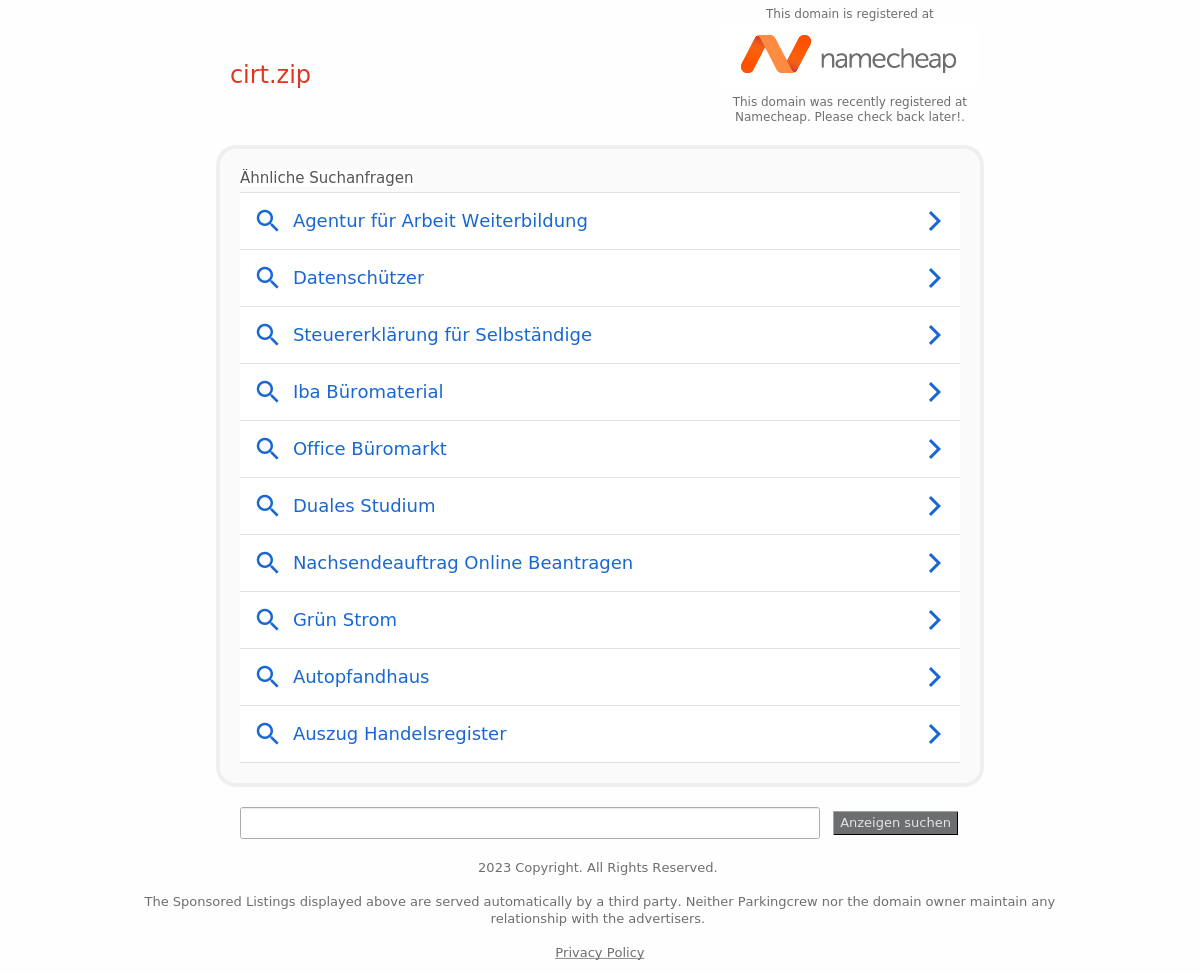 This domain is registered at
namecheap
cirt.zip
This domain was recently registered at
Namecheap. Please check back later!.
Ähnliche Suchanfragen
Agentur für Arbeit Weiterbildung
Datenschützer
Steuererklärung für Selbständige
Iba Büromaterial
Office Büromarkt
Duales Studium
Nachsendeauftrag Online Beantragen
Grün Strom
Autopfandhaus
Auszug Handelsregister
Anzeigen suchen
2023 Copyright. All Rights Reserved.
The Sponsored Listings displayed above are served automatically by a third party. Neither Parkingcrew nor the domain owner maintain any
relationship with the advertisers.
Privacy Policy